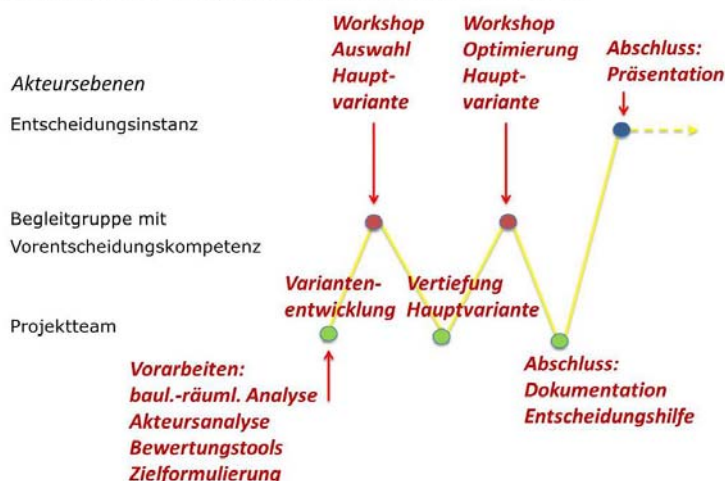 Workshop
Auswahl
Haupt-
variante
Workshop
Optimierung
Haupt-
variante
Abschluss:
Präsentation
Akteursebenen
Entscheidungsinstanz
Begleitgruppe mit
Vorentscheidungskompetenz
Varianten-
entwicklung
Vertiefung
Hauptvariante
Projektteam
Vorarbeiten:
baul.-räuml. Analyse
Akteursanalyse
Bewertungstools
Zielformulierung
Abschluss:
Dokumentation
Entscheidungshilfe